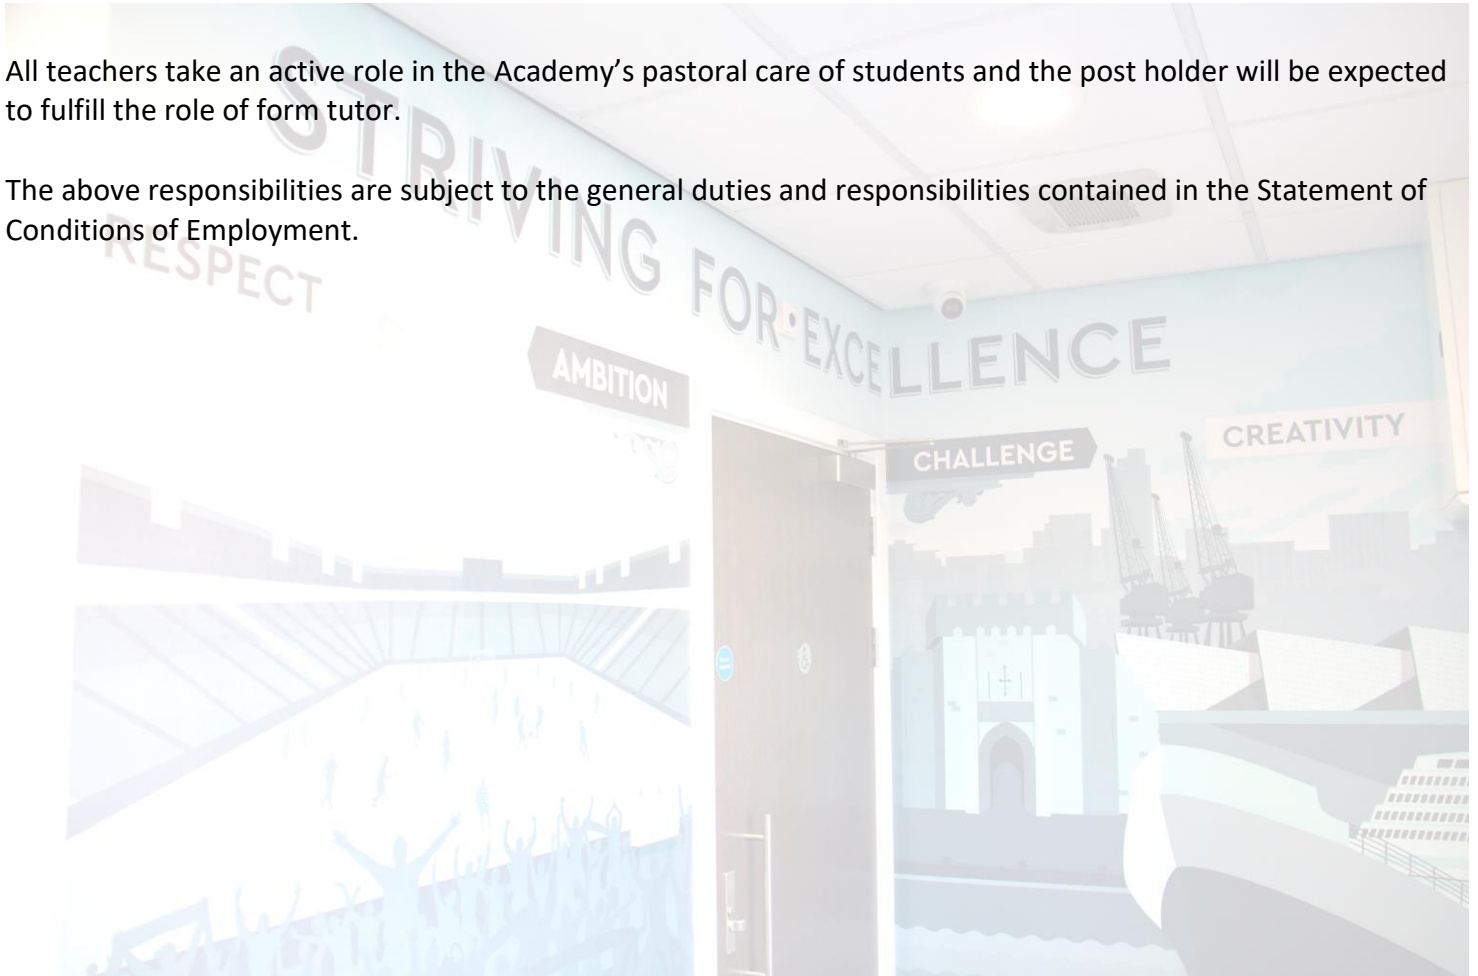 All teachers take an active role in the Academy’s pastoral care of students and the post holder will be expected
to fulfill the role of form tutor.
The above responsibilities are subject to the general duties and responsibilities contained in the Statement of
Conditions of Employment.
STRIVING FOR EXCELLENCE
RESPECT
AMBITION
CHALLENGE
CREATIVITY